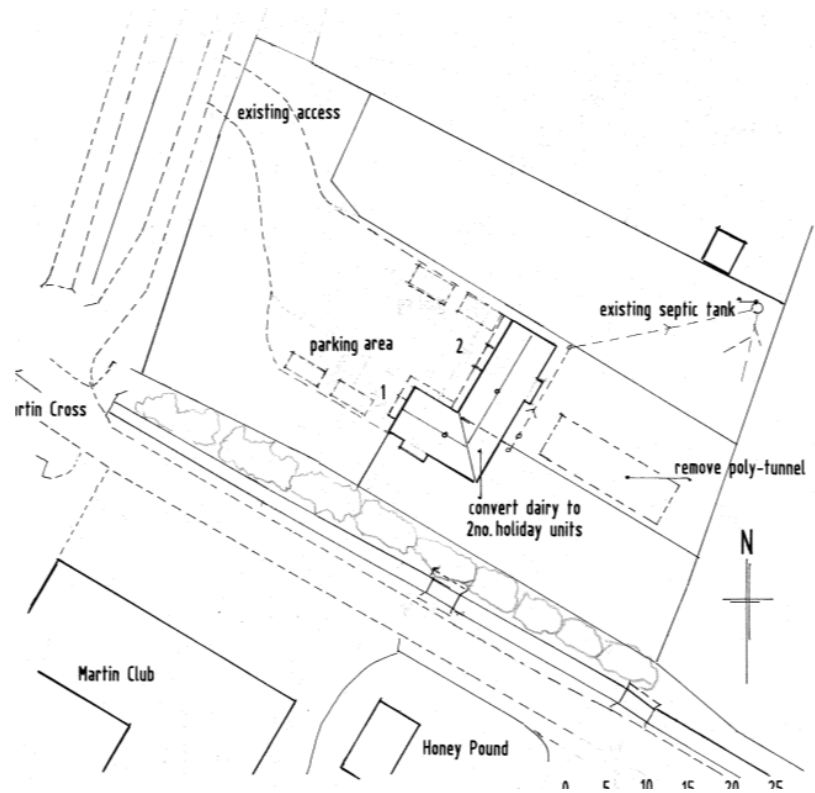 existing access
existing septic tank
parking area
2
1
rtin Cross
remove poly-tunnel
convert dairy to
2no. holiday units
N
Martin Club
Honey Pound
0 5 10 15 20 25